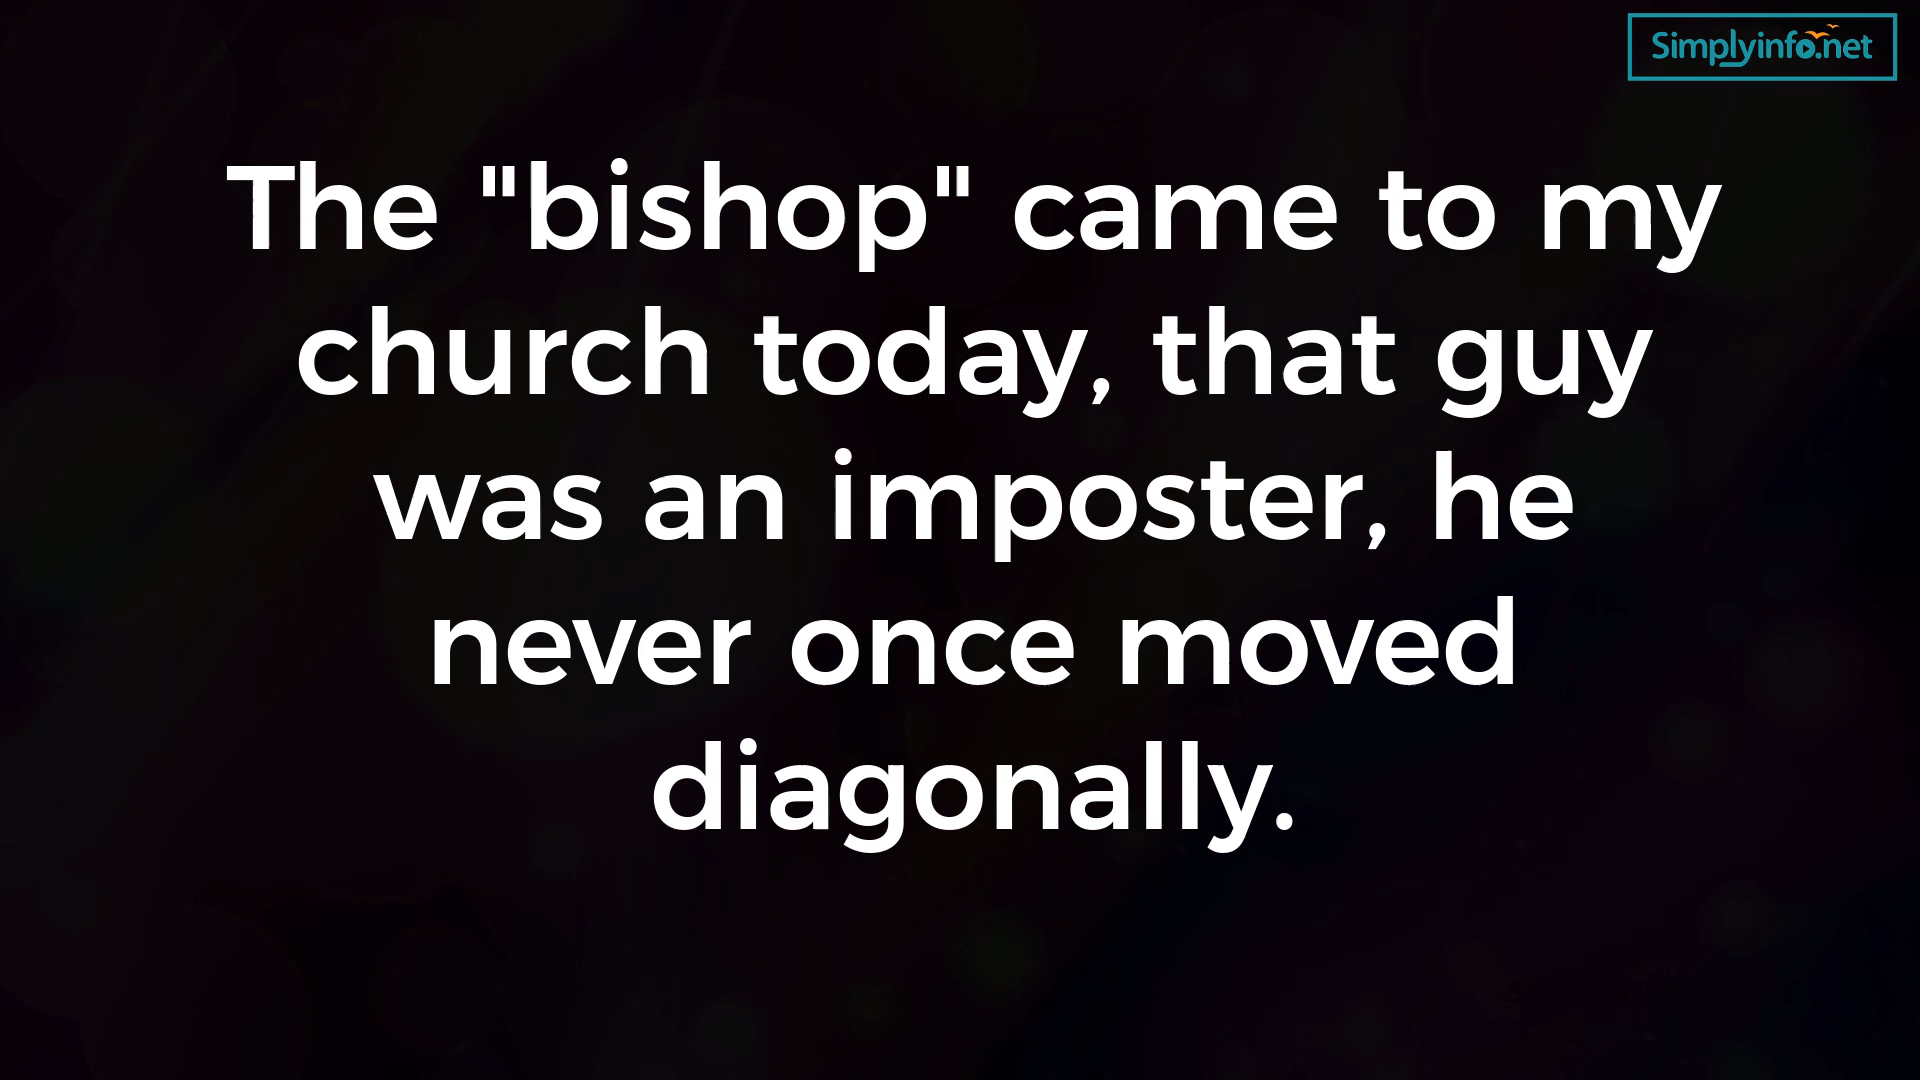 Simplyinfo.net
The "bishop" came to my
church today, that guy
was an imposter, he
never once moved
diagonally.